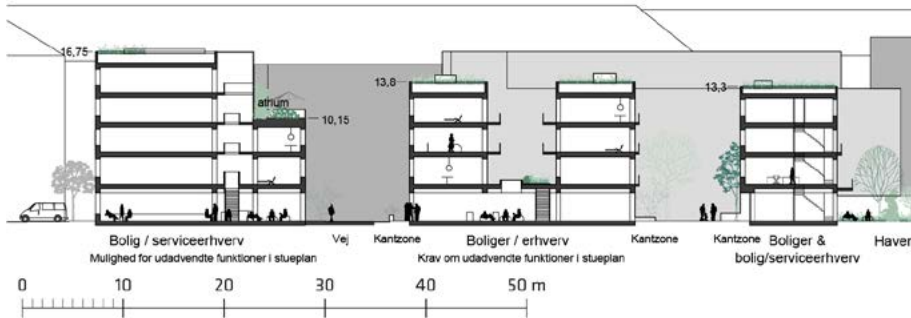 16,75
13,8
13,3
atrium
10,15
Bolig / serviceerhverv
Mulighed for udadvendte funktioner i stueplan
Vej
Kantzone
Boliger / erhverv
Krav om udadvendte funktioner i stueplan
Kantzone
Kantzone
Boliger &
bolig/serviceerhverv
Haver
0 10 20 30 40 50 m